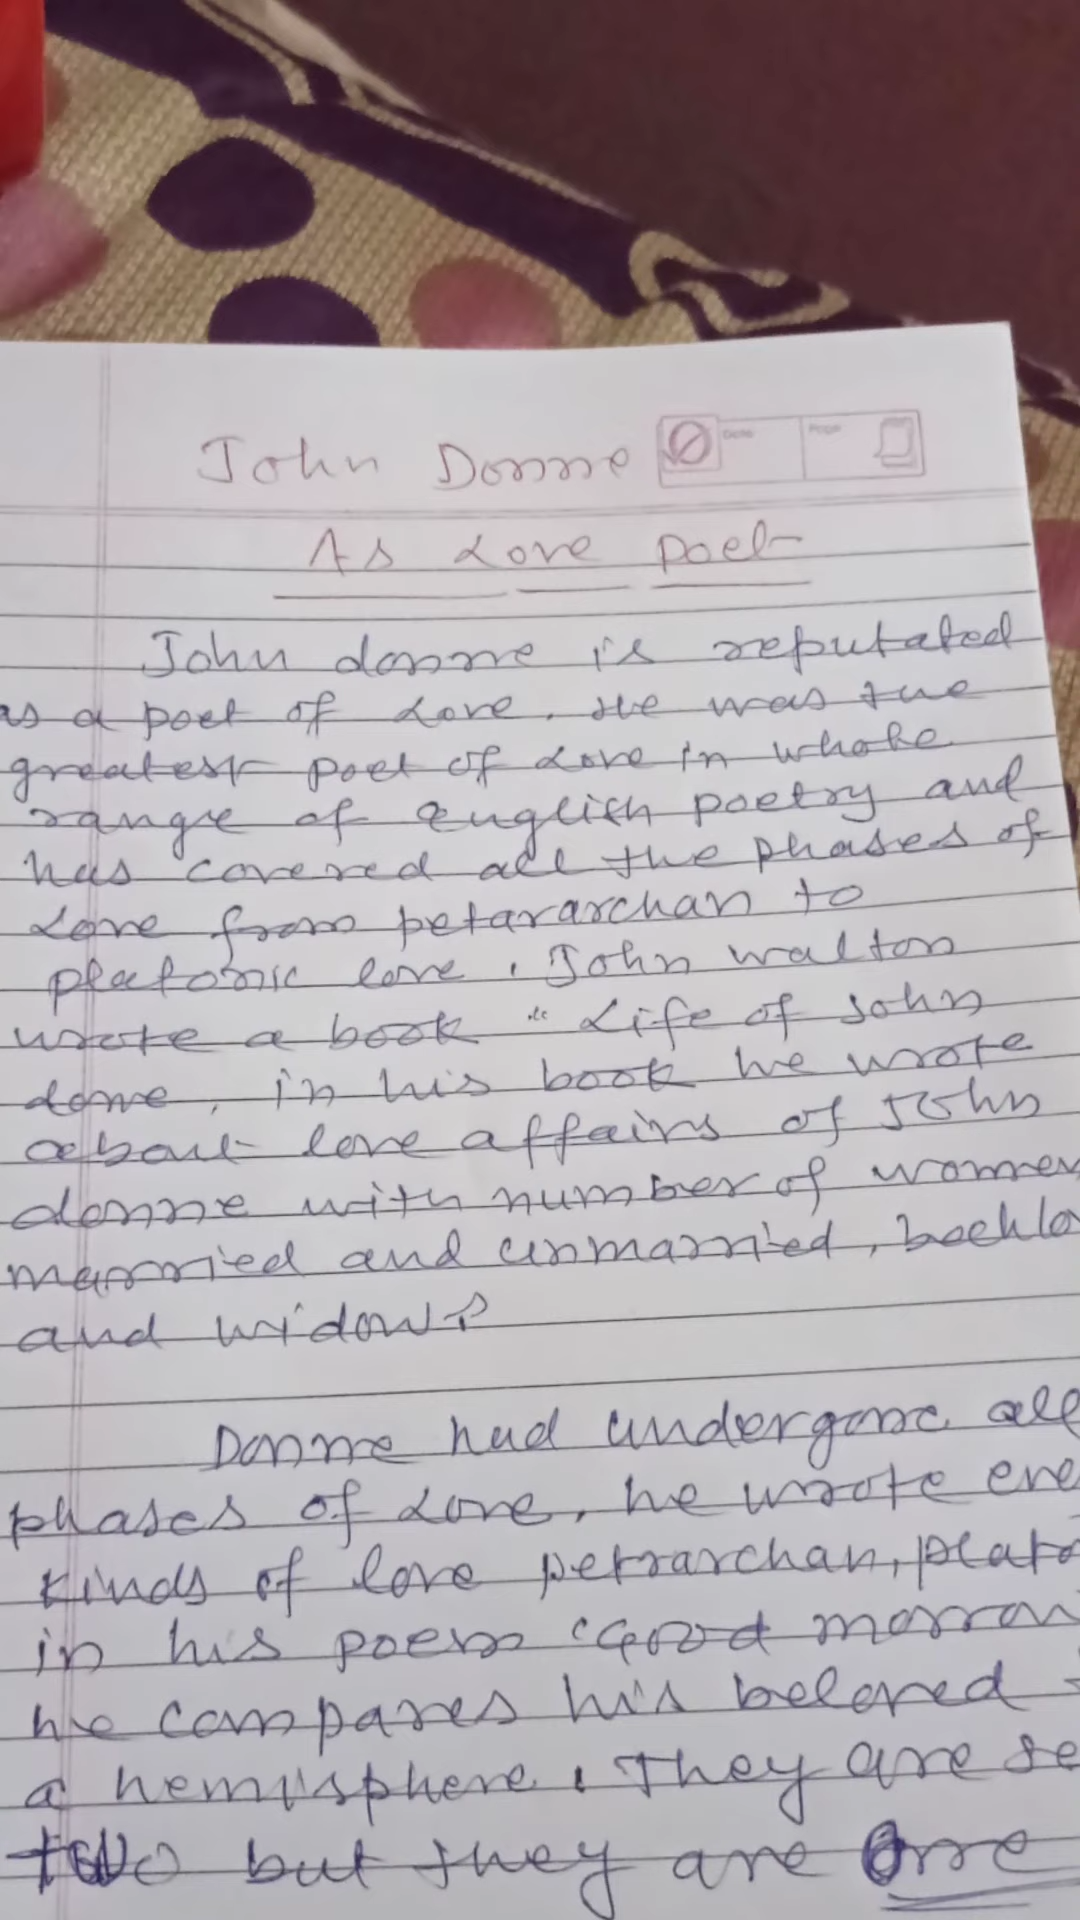 John Donne
Date Page
As Love Poet
John donne is reputated
as a poet of Love. He was the
greatest poet of Love in whole
range of English poetry and
has covered all the phases of
Love from petararchan to
platonic love. John walton
wrote a book " Life of John
donne, in his book he wrote
about love affairs of John
donne with number of women
married and unmarried,
and widows
Donne had undergone all
phases of Love, he wrote
kinds of love petrarchan,
in his poem 'Good morrow
he compares his beloved
a hemisphere. They are
two but they are One